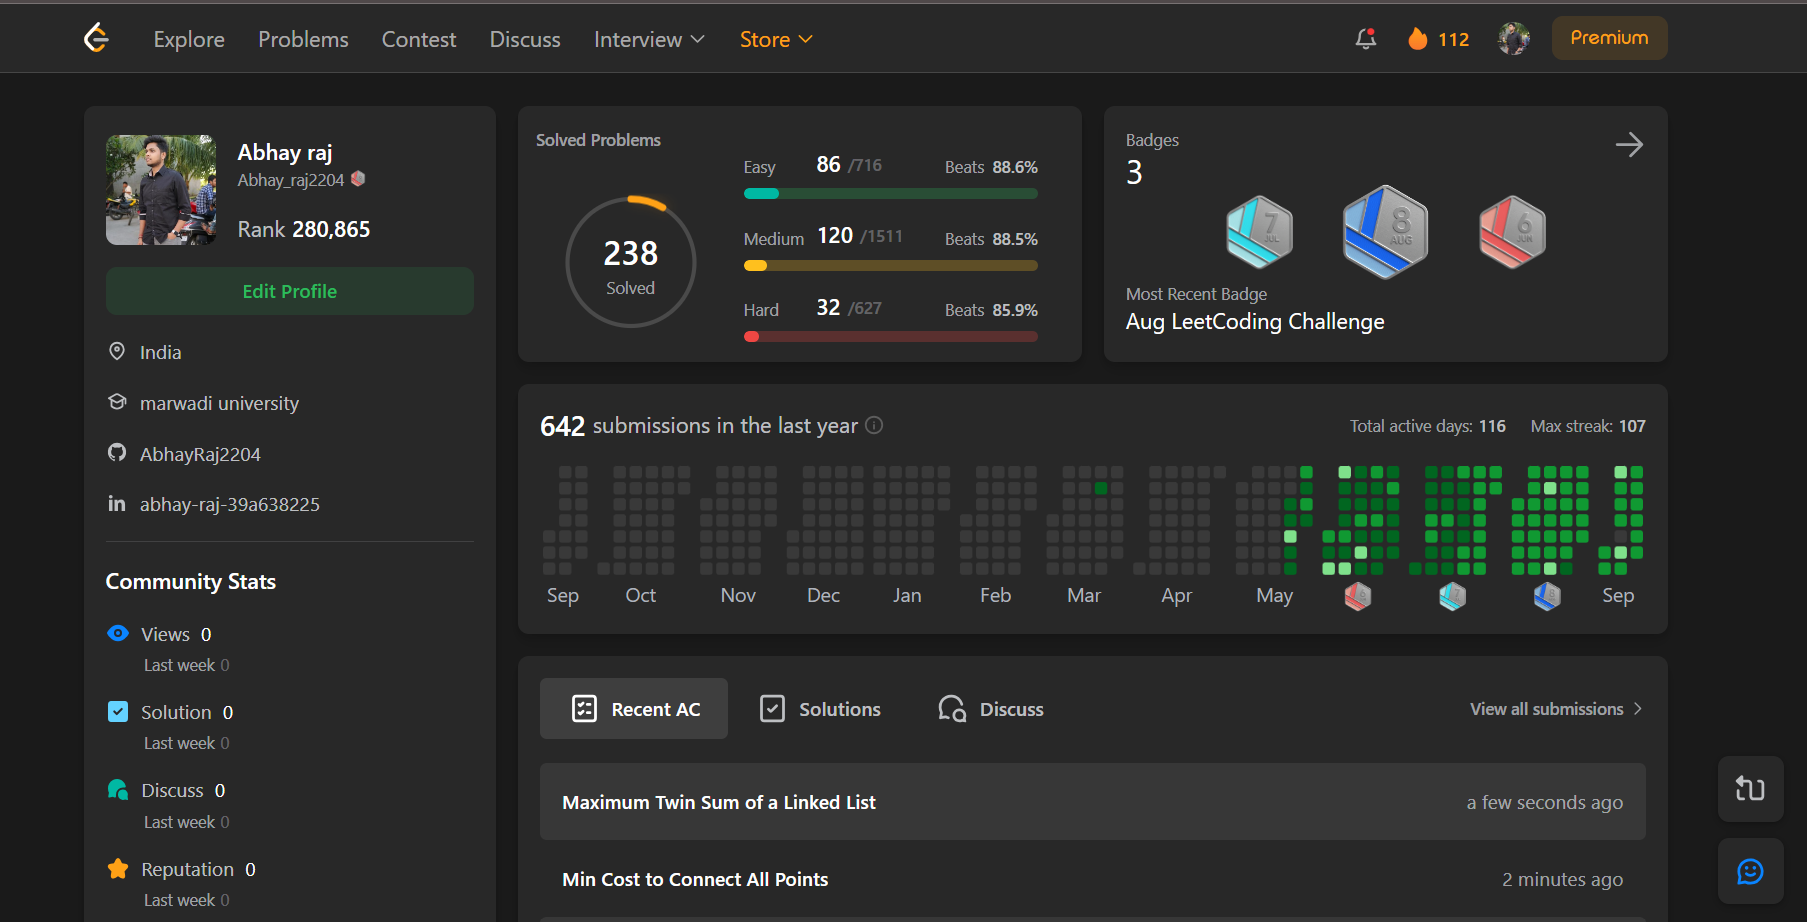 Explore Problems Contest Discuss Interview Store 112 Premium
Abhay raj
Abhay_raj2204
Rank 280,865
Edit Profile
India
marwadi university
AbhayRaj2204
in abhay-raj-39a638225
Community Stats
Views 0
Last week 0
Solution 0
Last week 0
Discuss 0
Last week 0
Reputation 0
Last week 0
Solved Problems
238
Solved
Easy 86 /716 Beats 88.6%
Medium 120 /1511 Beats 88.5%
Hard 32 /627 Beats 85.9%
Badges
3
7 JUL
8 AUG
6 JUN
Most Recent Badge
Aug LeetCoding Challenge
642 submissions in the last year Total active days: 116 Max streak: 107
Sep Oct Nov Dec Jan Feb Mar Apr May Sep
Recent AC Solutions Discuss View all submissions
Maximum Twin Sum of a Linked List a few seconds ago
Min Cost to Connect All Points 2 minutes ago